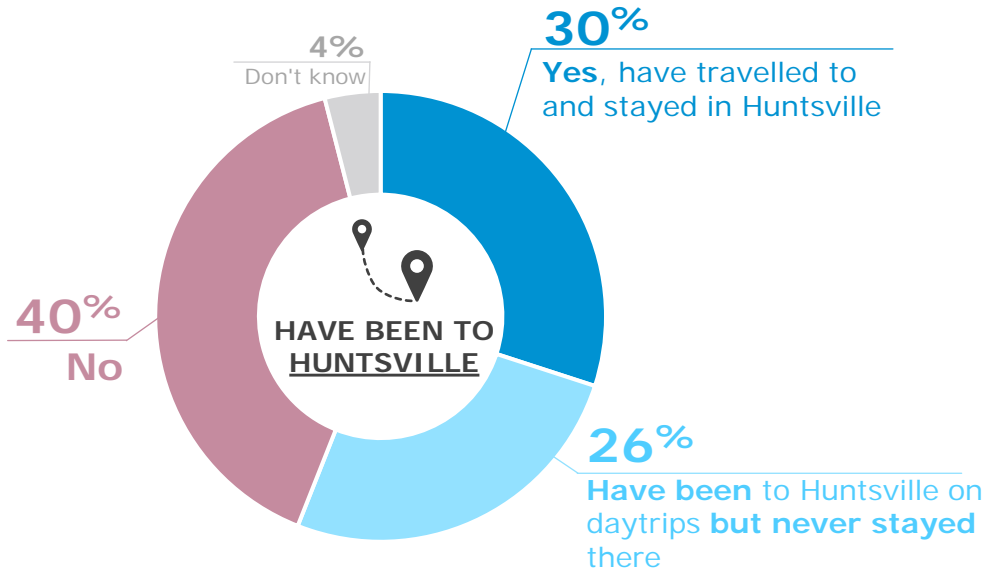 30%
Yes, have travelled to
and stayed in Huntsville
4%
Don't know
40%
No
HAVE BEEN TO
HUNTSVILLE
26%
Have been to Huntsville on
daytrips but never stayed
there